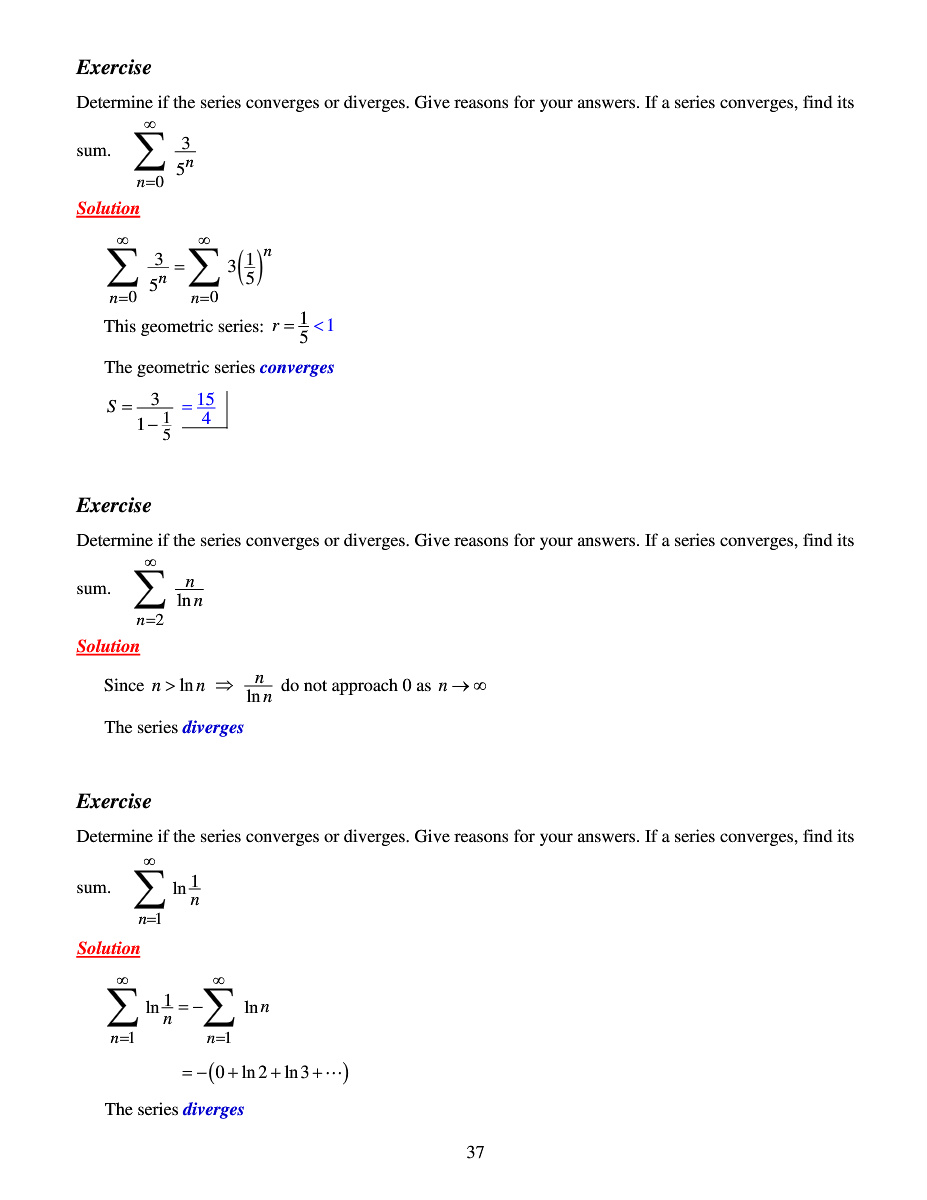 Exercise
Determine if the series converges or diverges. Give reasons for your answers. If a series converges, find its
sum. $\sum_{n=0}^{\infty} \frac{3}{5^n}$
Solution
$\sum_{n=0}^{\infty} \frac{3}{5^n} = \sum_{n=0}^{\infty} 3\left(\frac{1}{5}\right)^n$
This geometric series: $r = \frac{1}{5} < 1$
The geometric series converges
$S = \frac{3}{1 - \frac{1}{5}} = \frac{15}{4}$
Exercise
Determine if the series converges or diverges. Give reasons for your answers. If a series converges, find its
sum. $\sum_{n=2}^{\infty} \frac{n}{\ln n}$
Solution
Since $n > \ln n \Rightarrow \frac{n}{\ln n}$ do not approach 0 as $n \to \infty$
The series diverges
Exercise
Determine if the series converges or diverges. Give reasons for your answers. If a series converges, find its
sum. $\sum_{n=1}^{\infty} \ln \frac{1}{n}$
Solution
$\sum_{n=1}^{\infty} \ln \frac{1}{n} = -\sum_{n=1}^{\infty} \ln n$
$= -\left(0 + \ln 2 + \ln 3 + \cdots\right)$
The series diverges
37